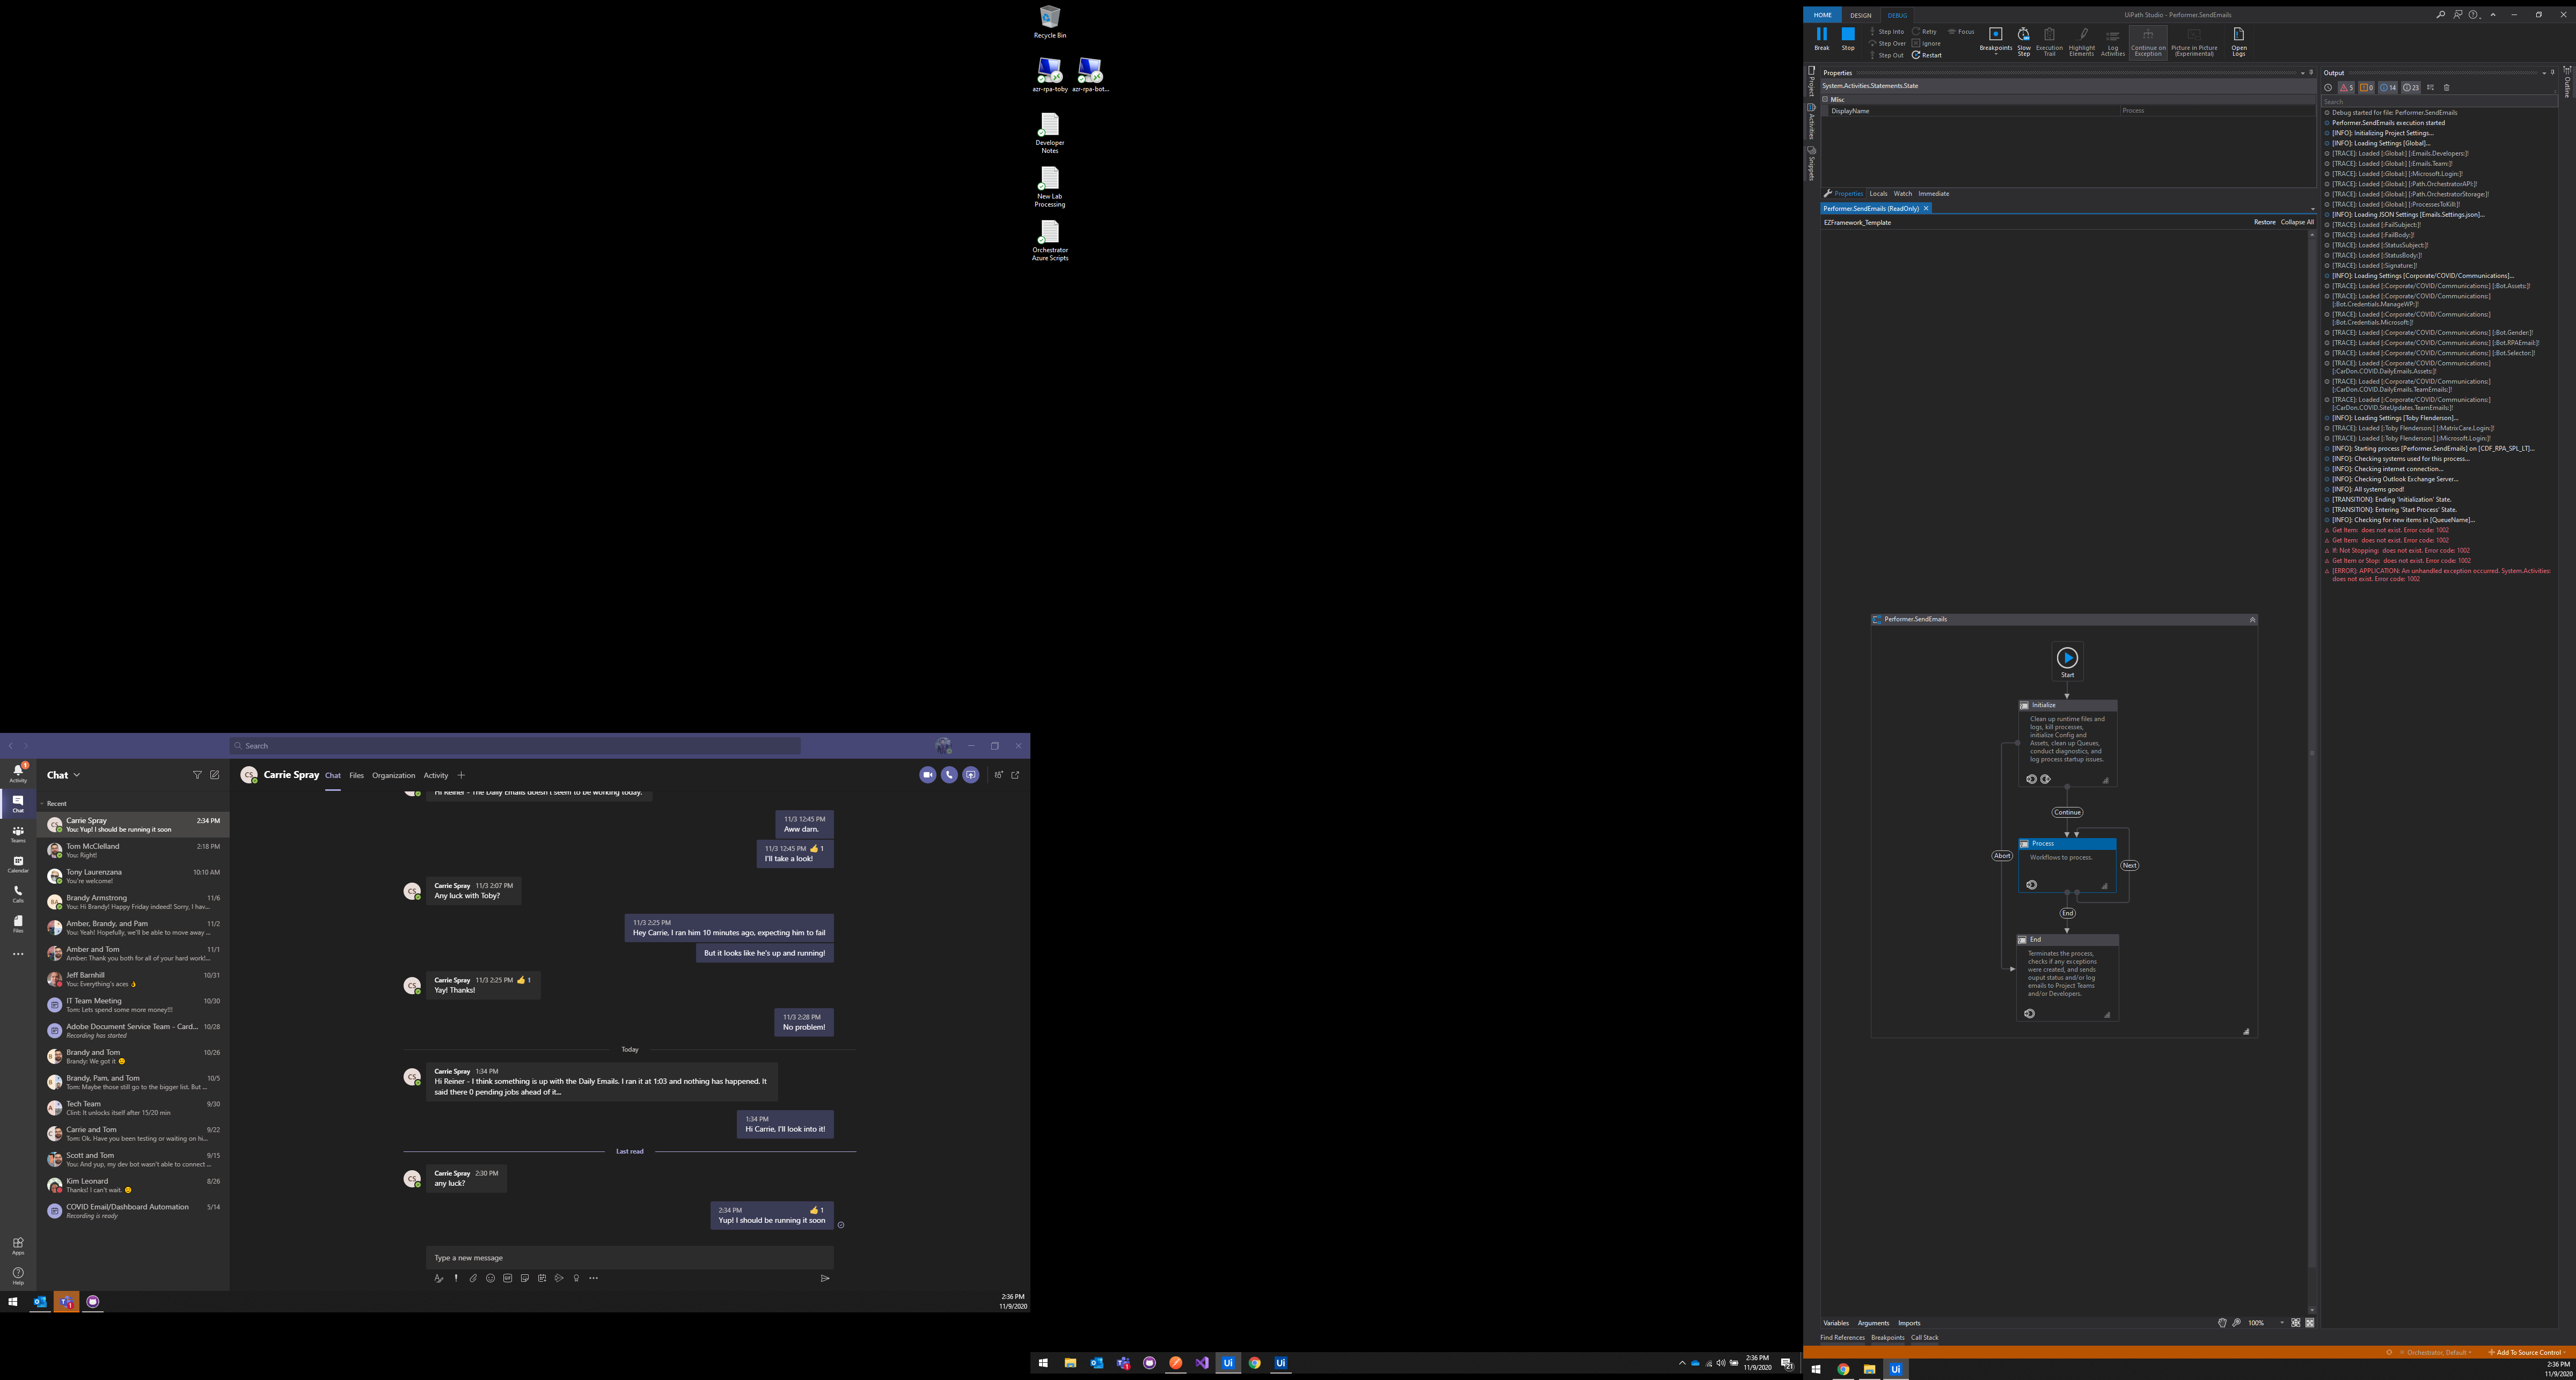 Recycle Bin
azr-rpa-toby
azr-rpa-bot...
Developer
Notes
New Lab
Processing
Orchestrator
Azure Scripts
Search
Activity
Chat
Teams
Calendar
Calls
Files
Apps
Help
Chat
Recent
Carrie Spray 2:34 PM
You: Yup! I should be running it soon
Tom McClelland 2:18 PM
You: Right!
Tony Laurenzana 10:10 AM
You're welcome!
Brandy Armstrong 11/6
You: Hi Brandy! Happy Friday indeed! Sorry, I hav...
Amber, Brandy, and Pam 11/2
You: Yeah! Hopefully, we'll be able to move away ...
Amber and Tom 11/1
Amber: Thank you both for all of your hard work!...
Jeff Barnhill 10/31
You: Everything's aces 👌
IT Team Meeting 10/30
Tom: Lets spend some more money!!!
Adobe Document Service Team - Card... 10/28
Recording has started
Brandy and Tom 10/26
Brandy: We got it 🙂
Brandy, Pam, and Tom 10/5
Tom: Maybe those still go to the bigger list. But ...
Tech Team 9/30
Clint: It unlocks itself after 15/20 min
Carrie and Tom 9/22
Tom: Ok. Have you been testing or waiting on hi...
Scott and Tom 9/15
You: And yup, my dev bot wasn't able to connect ...
Kim Leonard 8/26
Thanks! I can't wait. 🙂
COVID Email/Dashboard Automation 5/14
Recording is ready
CS Carrie Spray Chat Files Organization Activity
Hi Reiner - The Daily Emails doesn't seem to be working today.
11/3 12:45 PM
Aww darn.
11/3 12:45 PM 👍 1
I'll take a look!
Carrie Spray 11/3 2:07 PM
Any luck with Toby?
11/3 2:25 PM
Hey Carrie, I ran him 10 minutes ago, expecting him to fail
But it looks like he's up and running!
Carrie Spray 11/3 2:25 PM 👍 1
Yay! Thanks!
11/3 2:28 PM
No problem!
Today
Carrie Spray 1:34 PM
Hi Reiner - I think something is up with the Daily Emails. I ran it at 1:03 and nothing has happened. It
said there 0 pending jobs ahead of it...
1:34 PM
Hi Carrie, I'll look into it!
Last read
Carrie Spray 2:30 PM
any luck?
2:34 PM 👍 1
Yup! I should be running it soon
Type a new message
2:36 PM
11/9/2020
2:36 PM
11/9/2020
HOME DESIGN DEBUG
UiPath Studio - Performer.SendEmails
Break
Stop
Step Into
Step Over
Step Out
Retry
Ignore
Restart
Focus
Breakpoints
Slow
Step
Execution
Trail
Highlight
Elements
Log
Activities
Continue on
Exception
Picture in Picture
(Experimental)
Open
Logs
Project
Activities
Snippets
Properties
System.Activities.Statements.State
Misc
DisplayName Process
Properties Locals Watch Immediate
Performer.SendEmails (ReadOnly)
EZFramework_Template Restore Collapse All
Performer.SendEmails
Start
Initialize
Clean up runtime files and
logs, kill processes,
initialize Config and
Assets, clean up Queues,
conduct diagnostics, and
log process startup issues.
Continue
Process
Workflows to process.
Abort
Next
End
End
Terminates the process,
checks if any exceptions
were created, and sends
ouput status and/or log
emails to Project Teams
and/or Developers.
Variables Arguments Imports
100%
Find References Breakpoints Call Stack
Output
5 0 14 23
Search
Debug started for file: Performer.SendEmails
Performer.SendEmails execution started
[INFO]: Initializing Project Settings...
[INFO]: Loading Settings [Global]...
[TRACE]: Loaded [:Global:] [:Emails.Developers:]!
[TRACE]: Loaded [:Global:] [:Emails.Team:]!
[TRACE]: Loaded [:Global:] [:Microsoft.Login:]!
[TRACE]: Loaded [:Global:] [:Path.OrchestratorAPI:]!
[TRACE]: Loaded [:Global:] [:Path.OrchestratorStorage:]!
[TRACE]: Loaded [:Global:] [:ProcessesToKill:]!
[INFO]: Loading JSON Settings [Emails.Settings.json]...
[TRACE]: Loaded [:FailSubject:]!
[TRACE]: Loaded [:FailBody:]!
[TRACE]: Loaded [:StatusSubject:]!
[TRACE]: Loaded [:StatusBody:]!
[TRACE]: Loaded [:Signature:]!
[INFO]: Loading Settings [Corporate/COVID/Communications]...
[TRACE]: Loaded [:Corporate/COVID/Communications:] [:Bot.Assets:]!
[TRACE]: Loaded [:Corporate/COVID/Communications:]
[:Bot.Credentials.ManageWP:]!
[TRACE]: Loaded [:Corporate/COVID/Communications:]
[:Bot.Credentials.Microsoft:]!
[TRACE]: Loaded [:Corporate/COVID/Communications:] [:Bot.Gender:]!
[TRACE]: Loaded [:Corporate/COVID/Communications:] [:Bot.RPAEmail:]!
[TRACE]: Loaded [:Corporate/COVID/Communications:] [:Bot.Selector:]!
[TRACE]: Loaded [:Corporate/COVID/Communications:]
[:CarDon.COVID.DailyEmails.Assets:]!
[TRACE]: Loaded [:Corporate/COVID/Communications:]
[:CarDon.COVID.DailyEmails.TeamEmails:]!
[TRACE]: Loaded [:Corporate/COVID/Communications:]
[:CarDon.COVID.SiteUpdates.TeamEmails:]!
[INFO]: Loading Settings [Toby Flenderson]...
[TRACE]: Loaded [:Toby Flenderson:] [:MatrixCare.Login:]!
[TRACE]: Loaded [:Toby Flenderson:] [:Microsoft.Login:]!
[INFO]: Starting process [Performer.SendEmails] on [CDF_RPA_SPL_LT]...
[INFO]: Checking systems used for this process...
[INFO]: Checking internet connection...
[INFO]: Checking Outlook Exchange Server...
[INFO]: All systems good!
[TRANSITION]: Ending 'Initialization' State.
[TRANSITION]: Entering 'Start Process' State.
[INFO]: Checking for new items in [QueueName]...
Get Item:  does not exist. Error code: 1002
Get Item:  does not exist. Error code: 1002
If: Not Stopping:  does not exist. Error code: 1002
Get Item or Stop:  does not exist. Error code: 1002
[ERROR]: APPLICATION: An unhandled exception occurred. System.Activities:
does not exist. Error code: 1002
Outline
Orchestrator, Default
Add To Source Control
2:36 PM
11/9/2020